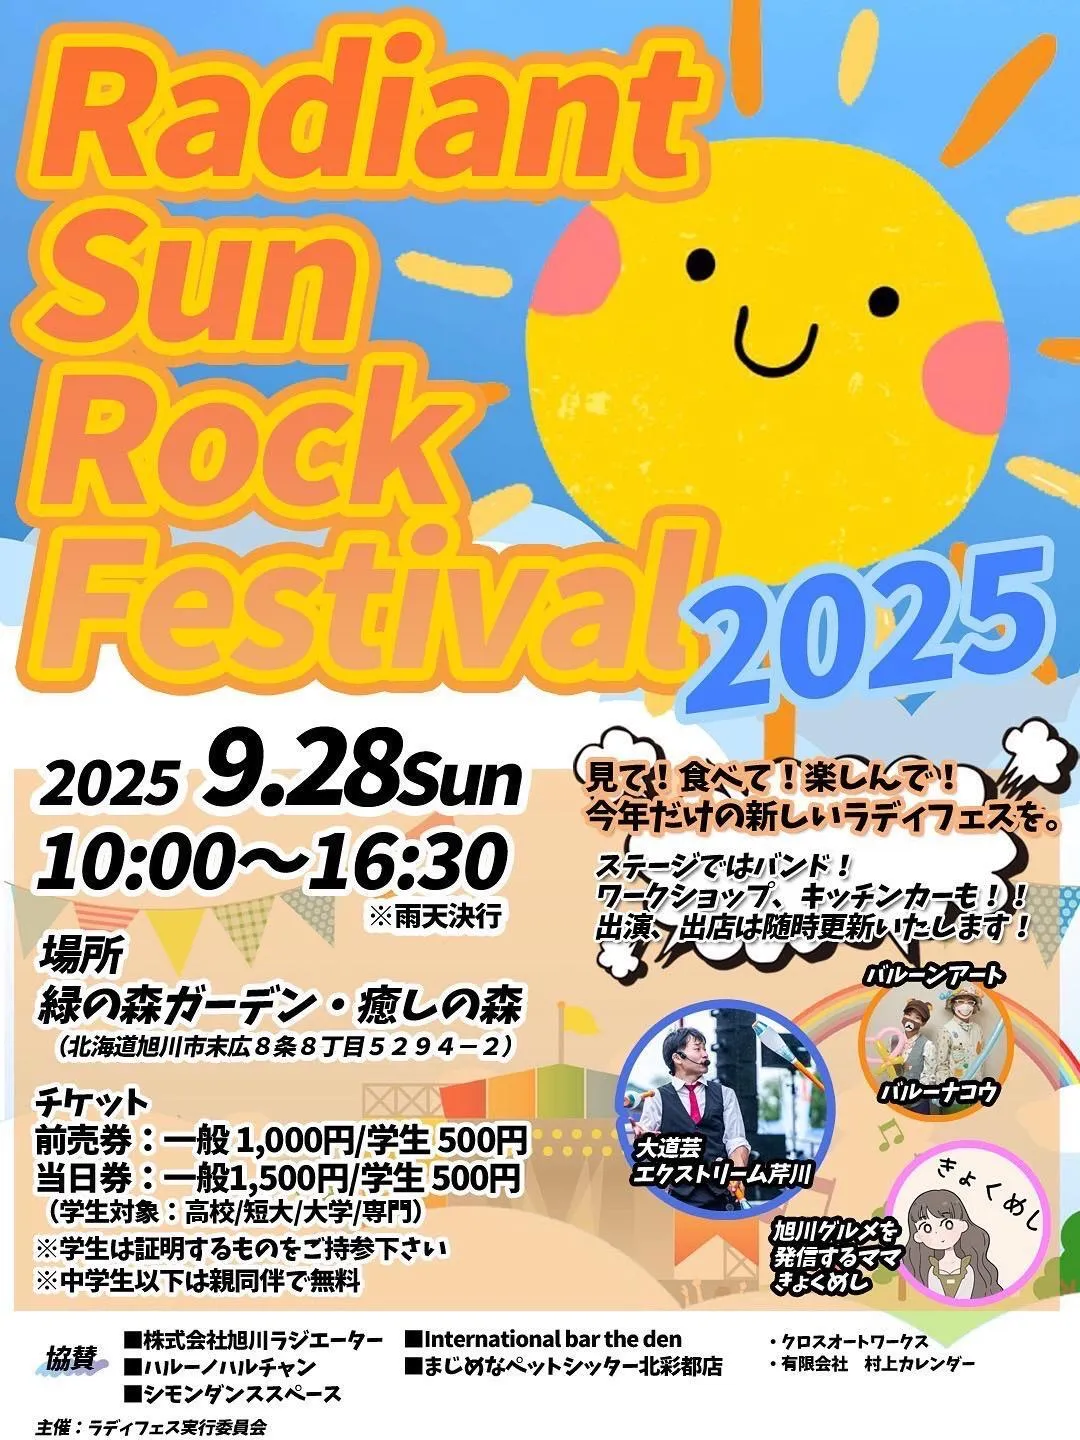 Radiant
Sun
Rock
Festival
2025
2025 9.28Sun
10:00～16:30
※雨天決行
場所
緑の森ガーデン・癒しの森
（北海道旭川市末広８条８丁目５２９４－２）
チケット
前売券：一般 1,000円/学生 500円
当日券：一般1,500円/学生 500円
（学生対象：高校/短大/大学/専門）
※学生は証明するものをご持参下さい
※中学生以下は親同伴で無料
見て！食べて！楽しんで！
今年だけの新しいラディフェスを。
ステージではバンド！
ワークショップ、キッチンカーも！！
出演、出店は随時更新いたします！
バルーンアート
バルーナコウ
大道芸
エクストリーム芹川
きょくめし
旭川グルメを
発信するママ
きょくめし
協賛
■株式会社旭川ラジエーター
■ハルーノハルチャン
■シモンダンススペース
■International bar the den
■まじめなペットシッター北彩都店
・クロスオートワークス
・有限会社　村上カレンダー
主催：ラディフェス実行委員会